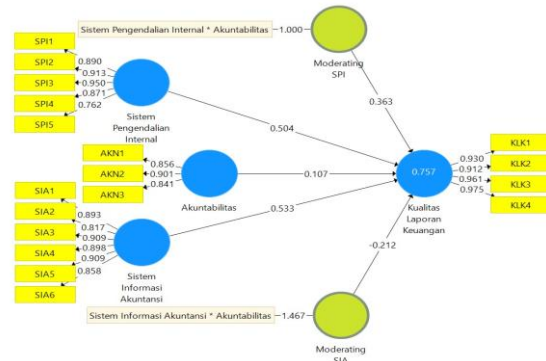 Sistem Pengendalian Internal * Akuntabilitas
1.000
Moderating
SPI
SPI1
SPI2
SPI3
SPI4
SPI5
0.890
0.913
0.950
0.871
0.762
Sistem
Pengendalian
Internal
0.363
0.504
AKN1
AKN2
AKN3
0.856
0.901
0.841
Akuntabilitas
0.107
0.757
Kualitas
Laporan
Keuangan
0.930
0.912
0.961
0.975
KLK1
KLK2
KLK3
KLK4
SIA1
SIA2
SIA3
SIA4
SIA5
SIA6
0.893
0.817
0.909
0.898
0.909
0.858
Sistem
Informasi
Akuntansi
0.533
-0.212
Sistem Informasi Akuntansi * Akuntabilitas
1.467
Moderating
SIA